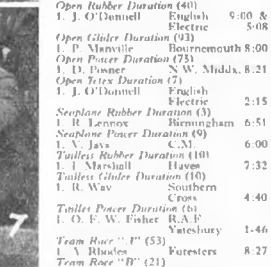 Open Rubber Duration (40)
1. J. O'Donnell English 9:00 &
Electric 5·08
Open Glider Duration (93)
1. P. Manville Bournemouth 8:00
Open Power Duration (75)
1. D. Posner N.W. Middx. 8.21
Open Tetex Duration (7)
1. J. O'Donnell English
Electric 2:15
Seaplane Rubber Duration (3)
1. R. Lennox Birmingham 6:51
Seaplane Power Duration (9)
1. N. Jays C.M. 6:00
Tailless Rubber Duration (10)
1. J. Marshall Hayes 7:32
Tailless Glider Duration (10)
1. R. Way Southern
Cross 4:40
Tailles Power Duration (6)
1. O. F. W. Fisher R.A.F.
Yatesbury 1·46
Team Race "A" (53)
1. A. Rhodes Foresters 8:27
Team Race "B" (21)
7